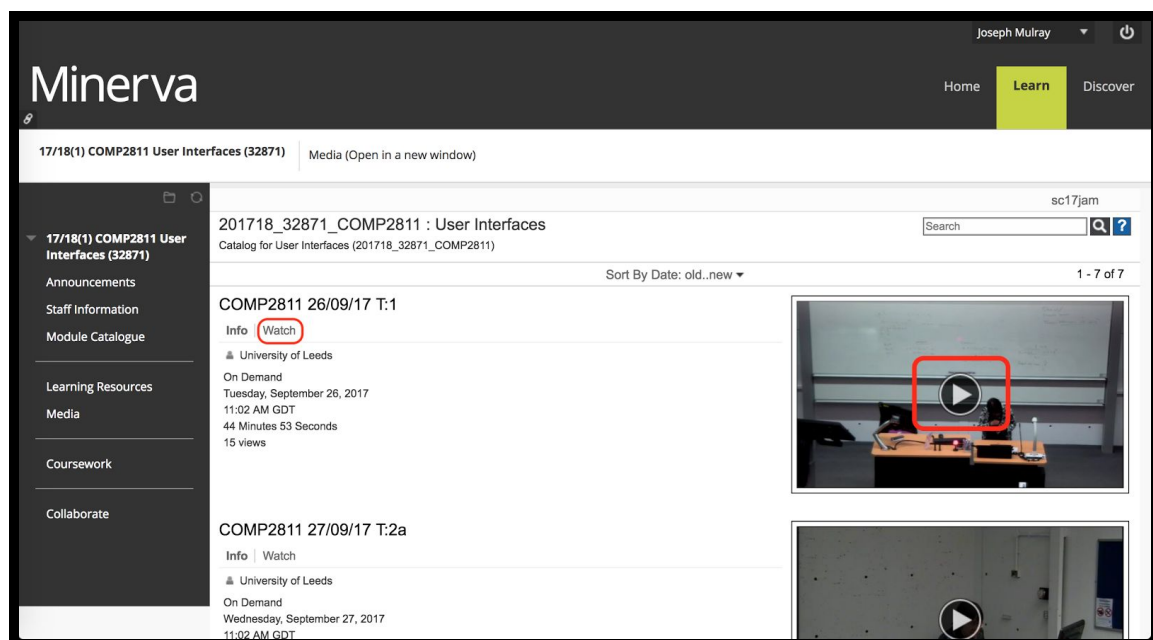 Joseph Mulray
Minerva
Home Learn Discover
17/18(1) COMP2811 User Interfaces (32871) Media (Open in a new window)
sc17jam
17/18(1) COMP2811 User
Interfaces (32871)
Announcements
Staff Information
Module Catalogue
Learning Resources
Media
Coursework
Collaborate
201718_32871_COMP2811 : User Interfaces
Search ?
Catalog for User Interfaces (201718_32871_COMP2811)
Sort By Date: old..new 1 - 7 of 7
COMP2811 26/09/17 T:1
Info Watch
University of Leeds
On Demand
Tuesday, September 26, 2017
11:02 AM GDT
44 Minutes 53 Seconds
15 views
COMP2811 27/09/17 T:2a
Info Watch
University of Leeds
On Demand
Wednesday, September 27, 2017
11:02 AM GDT